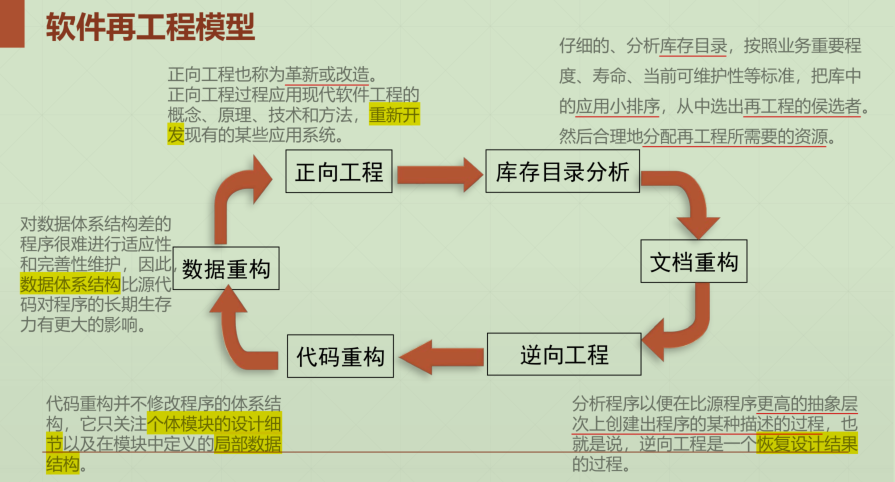 软件再工程模型
正向工程也称为革新或改造。
正向工程过程应用现代软件工程的
概念、原理、技术和方法，重新开
发现有的某些应用系统。
仔细的、分析库存目录，按照业务重要程
度、寿命、当前可维护性等标准，把库中
的应用小排序，从中选出再工程的侯选者。
然后合理地分配再工程所需要的资源。
正向工程
库存目录分析
对数据体系结构差的
程序很难进行适应性
和完善性维护，因此，
数据体系结构比源代
码对程序的长期生存
力有更大的影响。
数据重构
文档重构
代码重构
逆向工程
代码重构并不修改程序的体系结
构，它只关注个体模块的设计细
节以及在模块中定义的局部数据
结构。
分析程序以便在比源程序更高的抽象层
次上创建出程序的某种描述的过程，也
就是说，逆向工程是一个恢复设计结果
的过程。